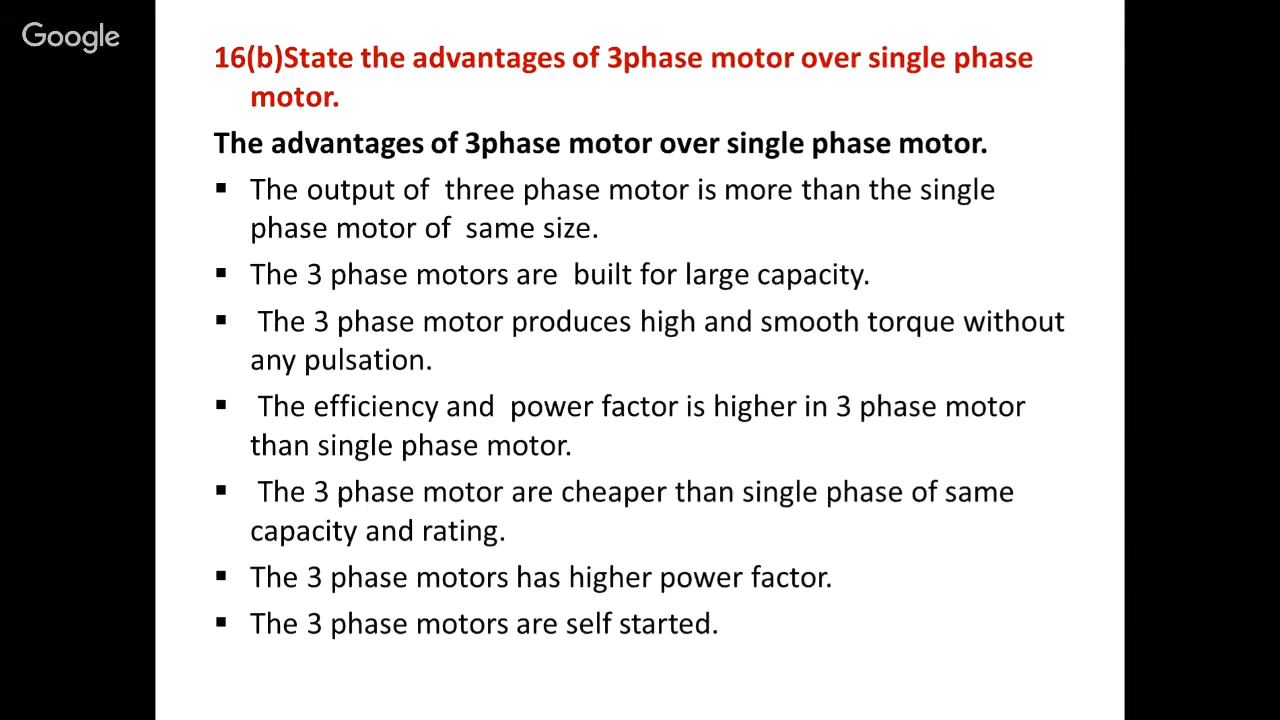 Google
16(b)State the advantages of 3phase motor over single phase
motor.
The advantages of 3phase motor over single phase motor.
▪ The output of three phase motor is more than the single
phase motor of same size.
▪ The 3 phase motors are built for large capacity.
▪ The 3 phase motor produces high and smooth torque without
any pulsation.
▪ The efficiency and power factor is higher in 3 phase motor
than single phase motor.
▪ The 3 phase motor are cheaper than single phase of same
capacity and rating.
▪ The 3 phase motors has higher power factor.
▪ The 3 phase motors are self started.